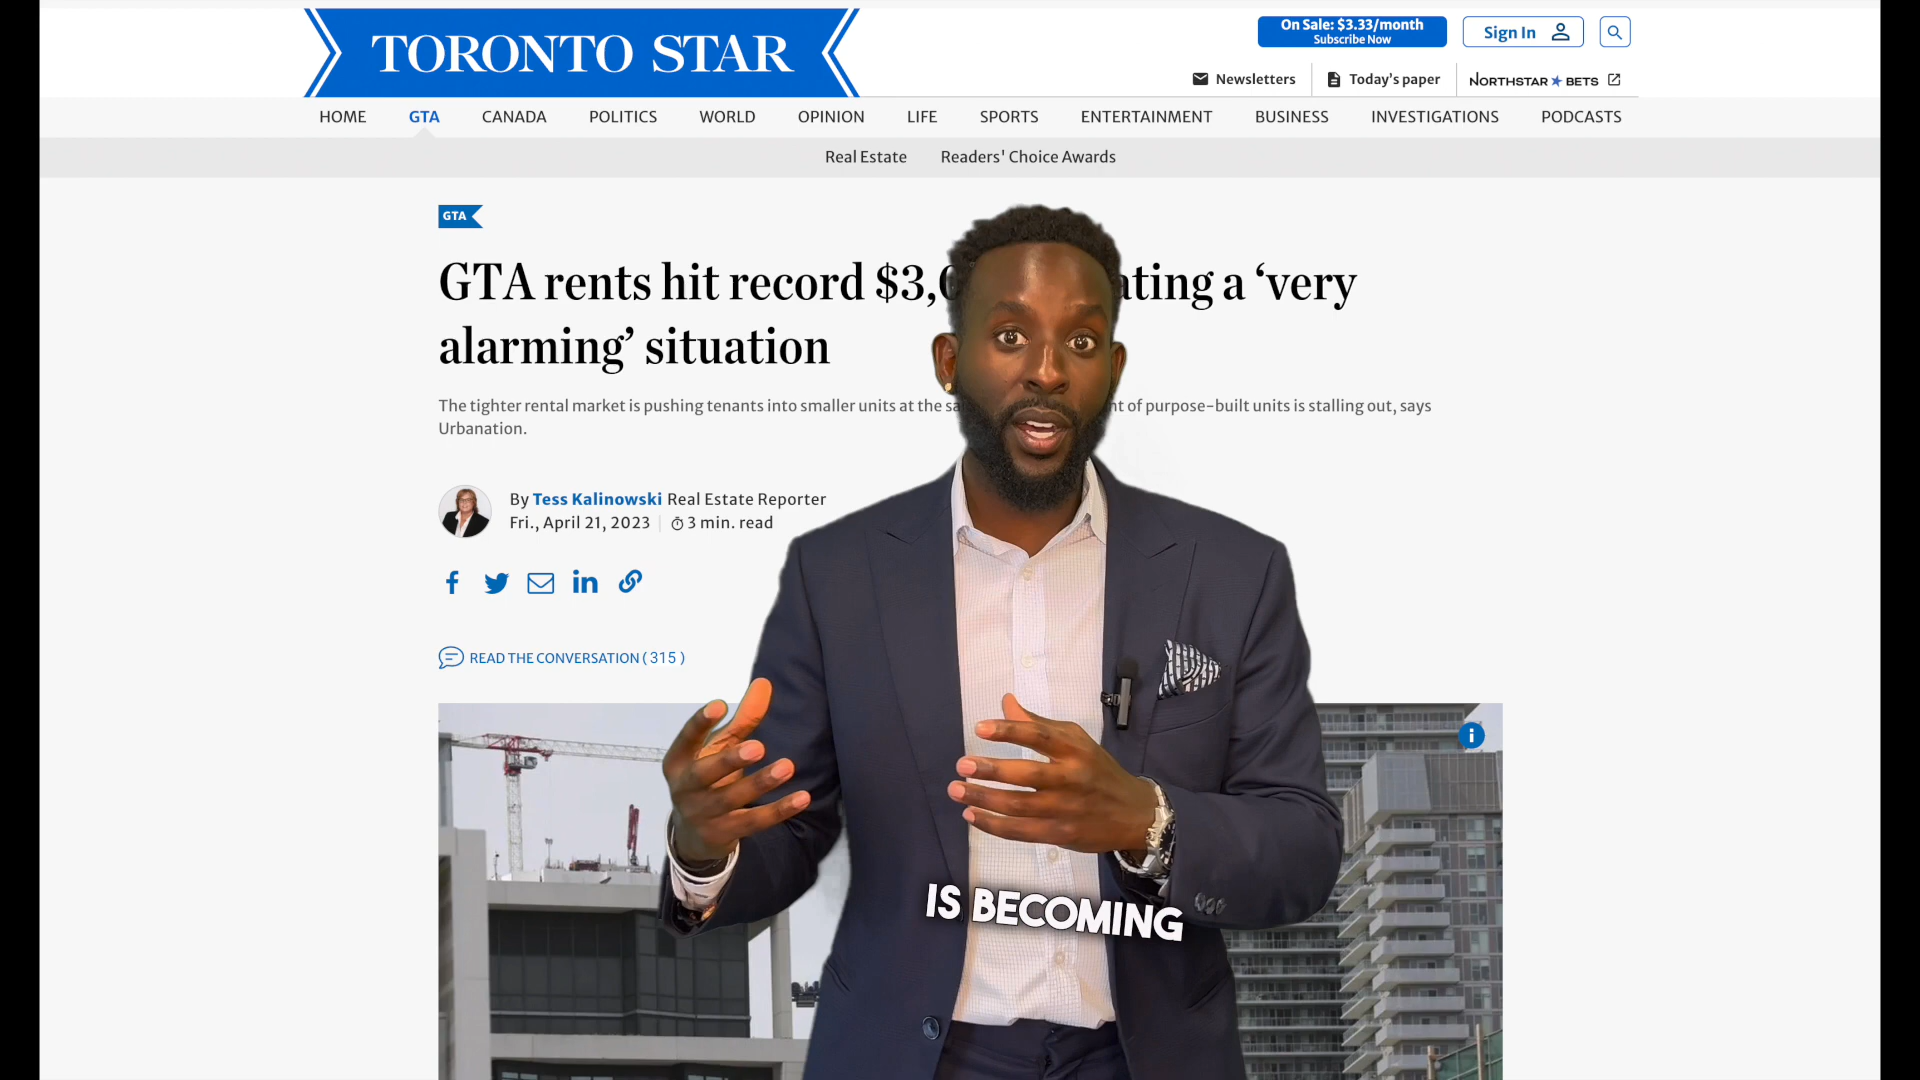 TORONTO STAR
On Sale: $3.33/month
Subscribe Now
Sign In
Newsletters
Today's paper
NORTHSTAR BETS
HOME GTA CANADA POLITICS WORLD OPINION LIFE SPORTS ENTERTAINMENT BUSINESS INVESTIGATIONS PODCASTS
Real Estate Readers' Choice Awards
GTA
GTA rents hit record a ‘very
alarming’ situation
The tighter rental market is pushing tenants into smaller units at the of purpose-built units is stalling out, says
Urbanation.
By Tess Kalinowski Real Estate Reporter
Fri., April 21, 2023 3 min. read
READ THE CONVERSATION ( 315 )
IS BECOMING